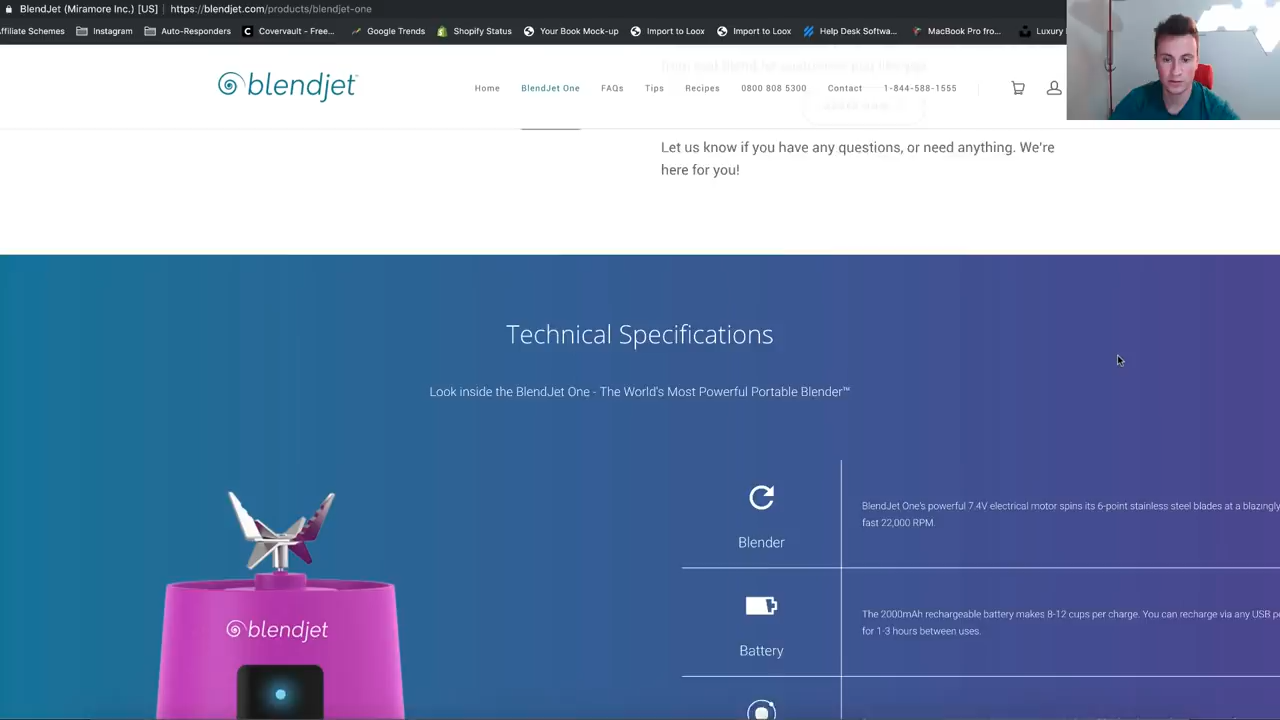 BlendJet (Miramore Inc.) [US] https://blendjet.com/products/blendjet-one
ffiliate Schemes Instagram Auto-Responders Covervault - Free... Google Trends Shopify Status Your Book Mock-up Import to Loox Import to Loox Help Desk Softwa... MacBook Pro fro... Luxury
blendjet Home BlendJet One FAQs Tips Recipes 0800 808 5300 Contact 1-844-588-1555
Let us know if you have any questions, or need anything. We're
here for you!
Technical Specifications
Look inside the BlendJet One - The World's Most Powerful Portable Blender™
BlendJet One's powerful 7.4V electrical motor spins its 6-point stainless steel blades at a blazingly
fast 22,000 RPM.
Blender
The 2000mAh rechargeable battery makes 8-12 cups per charge. You can recharge via any USB po
for 1-3 hours between uses.
Battery
blendjet